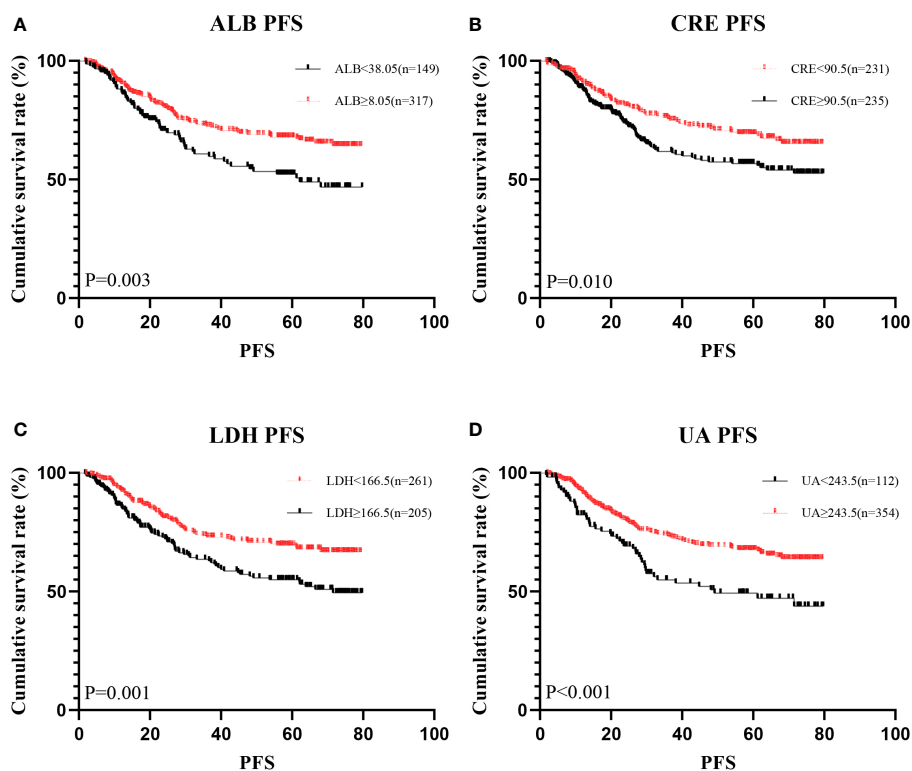 A
ALB PFS
Cumulative survival rate (%)
100
50
0
ALB<38.05(n=149)
ALB≥8.05(n=317)
P=0.003
0 20 40 60 80 100
PFS
B
CRE PFS
Cumulative survival rate (%)
100
50
0
CRE<90.5(n=231)
CRE≥90.5(n=235)
P=0.010
0 20 40 60 80 100
PFS
C
LDH PFS
Cumulative survival rate (%)
100
50
0
LDH<166.5(n=261)
LDH≥166.5(n=205)
P=0.001
0 20 40 60 80 100
PFS
D
UA PFS
Cumulative survival rate (%)
100
50
0
UA<243.5(n=112)
UA≥243.5(n=354)
P<0.001
0 20 40 60 80 100
PFS